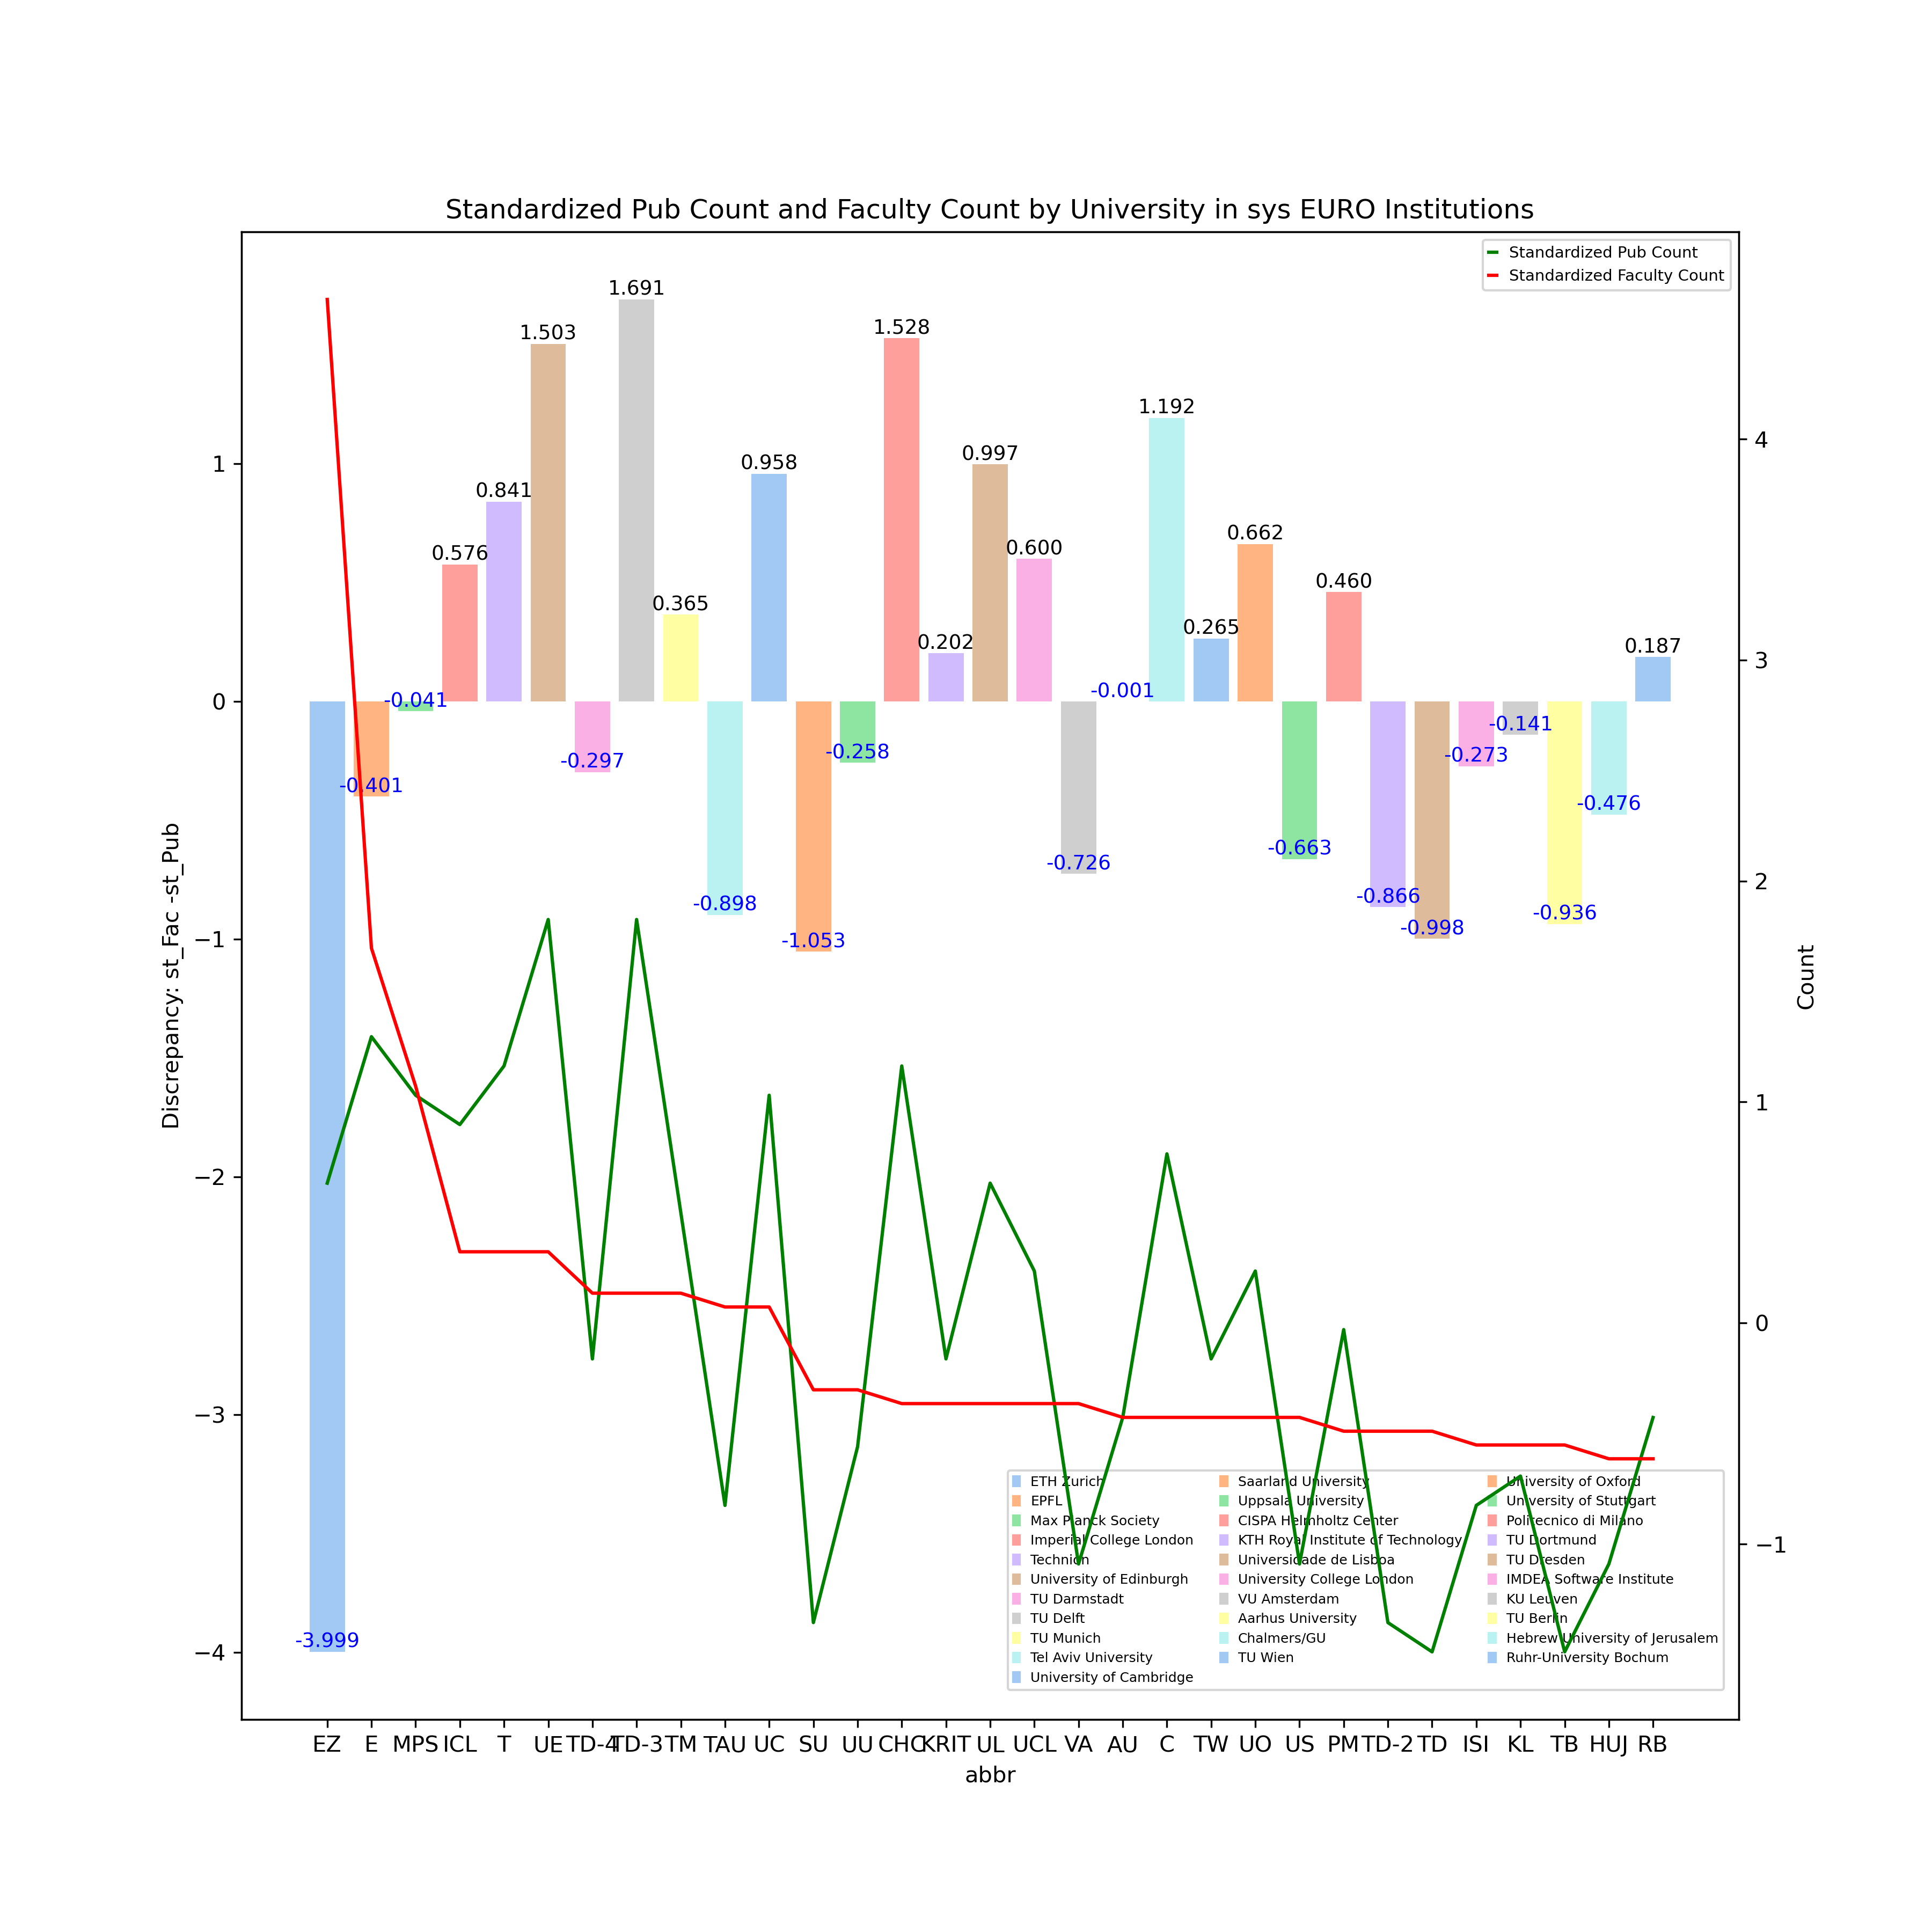 Standardized Pub Count and Faculty Count by University in sys EURO Institutions
Standardized Pub Count
Standardized Faculty Count
1.691
1.528
1.503
1.192
0.997
0.958
0.841
0.662
0.600
0.576
0.460
0.365
0.265
0.202
0.187
-0.001
-0.041
-0.141
-0.258
-0.273
-0.297
-0.401
-0.476
-0.663
-0.726
-0.866
-0.898
-0.936
-0.998
-1.053
-3.999
1
0
−1
−2
−3
−4
Discrepancy: st_Fac -st_Pub
4
3
2
1
0
−1
Count
ETH Zurich
EPFL
Max Planck Society
Imperial College London
Technion
University of Edinburgh
TU Darmstadt
TU Delft
TU Munich
Tel Aviv University
University of Cambridge
Saarland University
Uppsala University
CISPA Helmholtz Center
KTH Royal Institute of Technology
Universidade de Lisboa
University College London
VU Amsterdam
Aarhus University
Chalmers/GU
TU Wien
University of Oxford
University of Stuttgart
Politecnico di Milano
TU Dortmund
TU Dresden
IMDEA Software Institute
KU Leuven
TU Berlin
Hebrew University of Jerusalem
Ruhr-University Bochum
EZ E MPS ICL T UE TD-4 TD-3 TM TAU UC SU UU CHC KRIT UL UCL VA AU C TW UO US PM TD-2 TD ISI KL TB HUJ RB
abbr